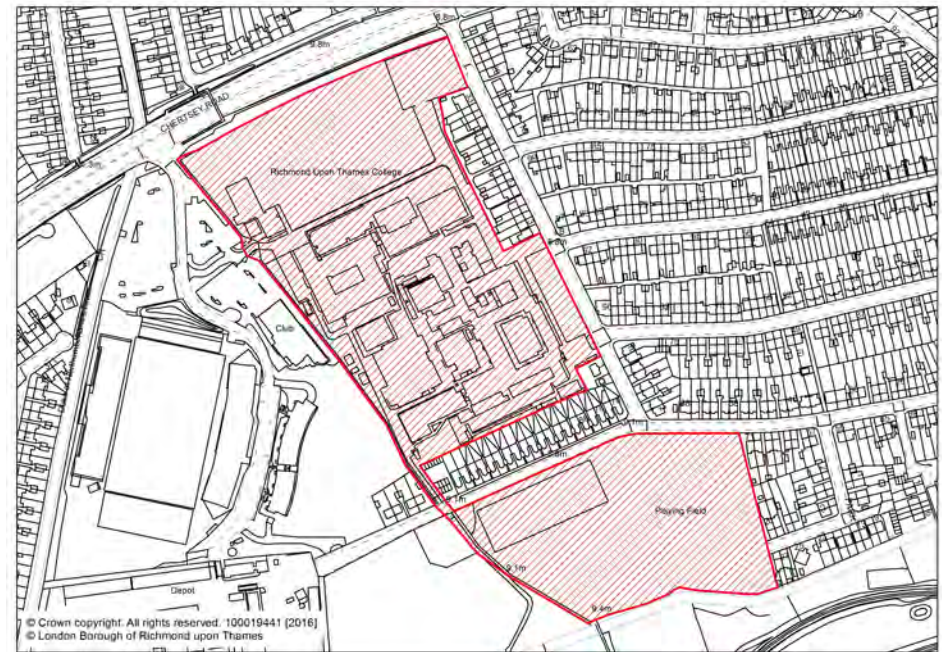 9.8m
9.8m
CHERTSEY ROAD
Richmond Upon Thames College
Club
Playing Field
9.1m
9.1m
9.4m
Depot
© Crown copyright. All rights reserved. 100019441 [2016]
© London Borough of Richmond upon Thames